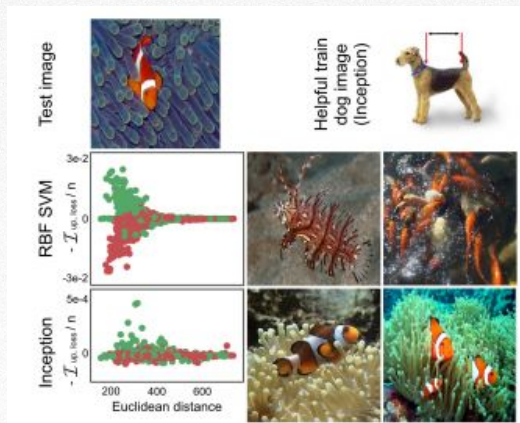 Test image
Helpful train
dog image
(Inception)
RBF SVM
- 𝓘up, loss / n
3e-2
0
-3e-2
Inception
- 𝓘up, loss / n
5e-4
0
200 400 600
Euclidean distance